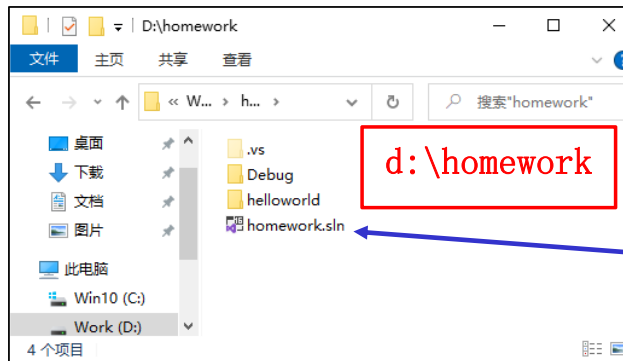 D:\homework
文件 主页 共享 查看
« W... › h... › 搜索"homework"
桌面
下载
文档
图片
此电脑
Win10 (C:)
Work (D:)
.vs
Debug
helloworld
homework.sln
d:\homework
4 个项目